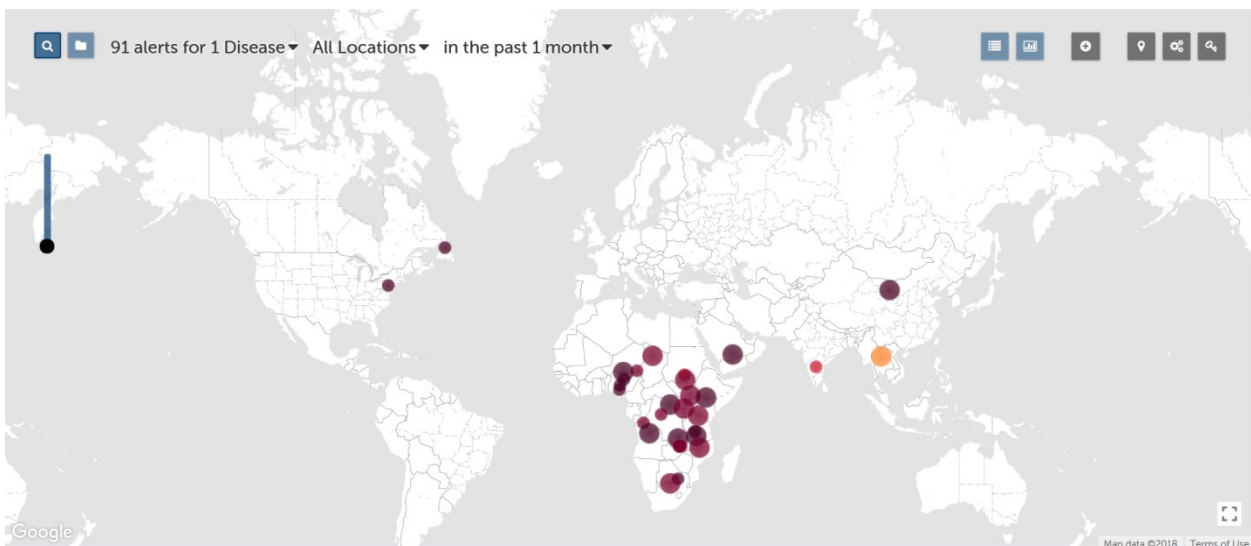 91 alerts for 1 Disease All Locations in the past 1 month
Google
Map data ©2018 Terms of Use